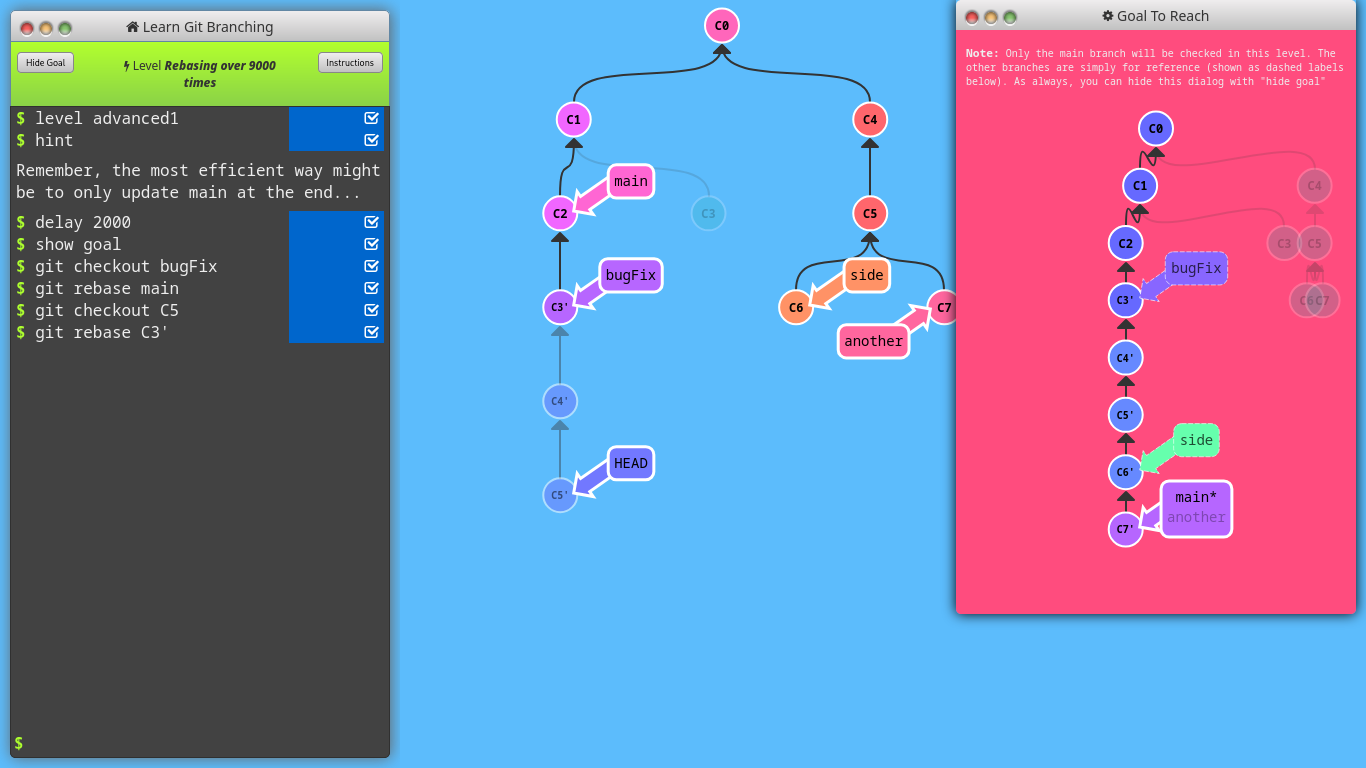 Learn Git Branching
Hide Goal
Level Rebasing over 9000
times
Instructions
$ level advanced1
$ hint
Remember, the most efficient way might
be to only update main at the end...
$ delay 2000
$ show goal
$ git checkout bugFix
$ git rebase main
$ git checkout C5
$ git rebase C3'
$
C0
C1
C4
main
C2
C3
C5
bugFix
side
C3'
C6
C7
another
C4'
HEAD
C5'
Goal To Reach
Note: Only the main branch will be checked in this level. The
other branches are simply for reference (shown as dashed labels
below). As always, you can hide this dialog with "hide goal"
C0
C1
C4
C2
C3
C5
bugFix
C3'
C6
C7
C4'
C5'
side
C6'
main*
another
C7'